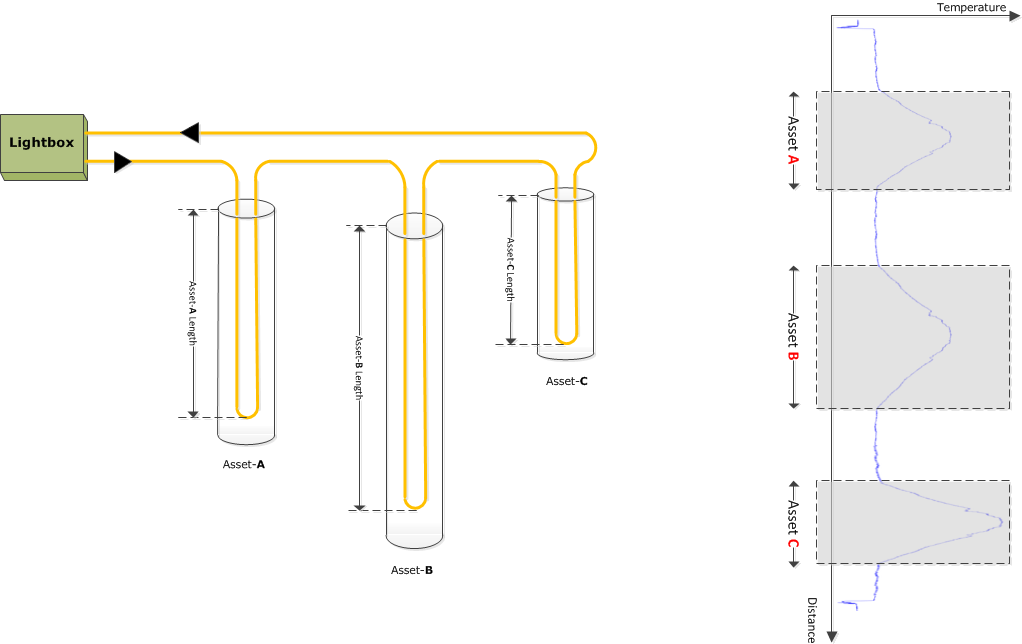 Temperature
Lightbox
Asset A
Asset-A Length
Asset-B Length
Asset-C Length
Asset B
Asset-C
Asset-A
Asset C
Asset-B
Distance